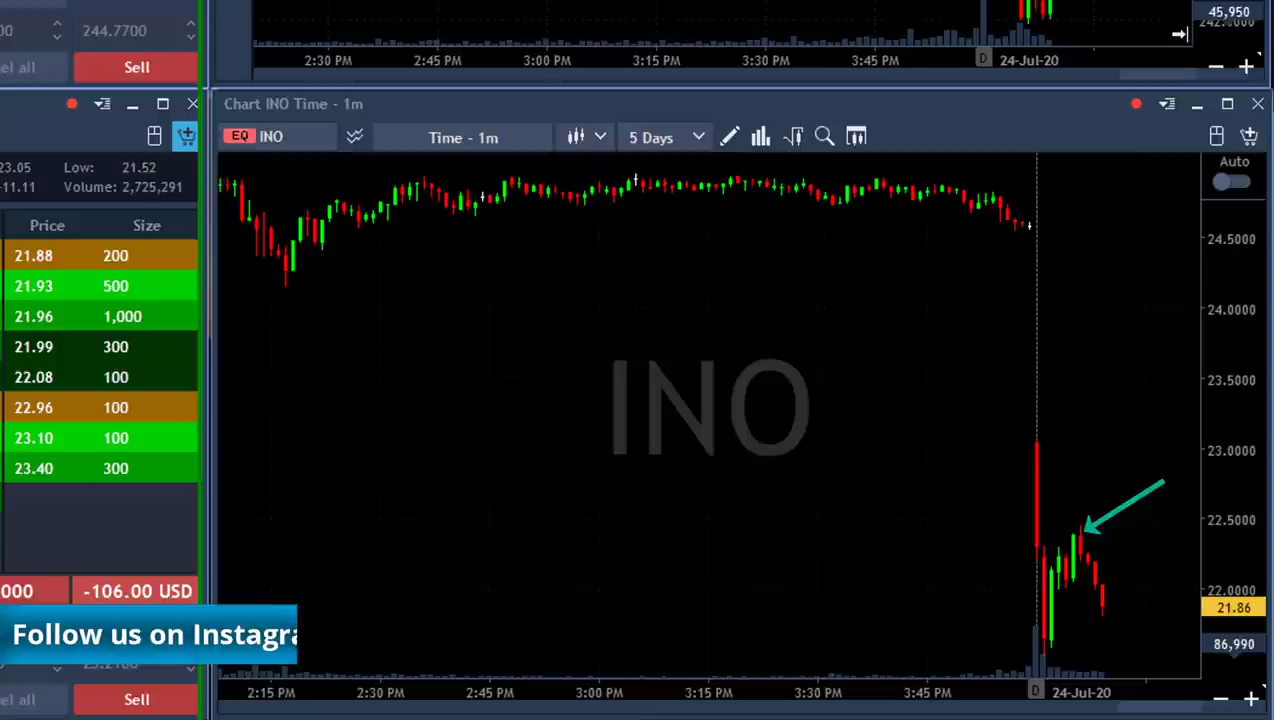 00 244.7700
el all Sell
45,950
2:30 PM 2:45 PM 3:00 PM 3:15 PM 3:30 PM 3:45 PM D 24-Jul-20
Chart INO Time - 1m
EQ INO Time - 1m 5 Days
23.05 Low: 21.52
-11.11 Volume: 2,725,291
Auto
Price Size
21.88 200
21.93 500
21.96 1,000
21.99 300
22.08 100
22.96 100
23.10 100
23.40 300
INO
24.5000
24.0000
23.5000
23.0000
22.5000
22.0000
21.86
86,990
000 -106.00 USD
Follow us on Instagra
el all Sell
2:15 PM 2:30 PM 2:45 PM 3:00 PM 3:15 PM 3:30 PM 3:45 PM D 24-Jul-20